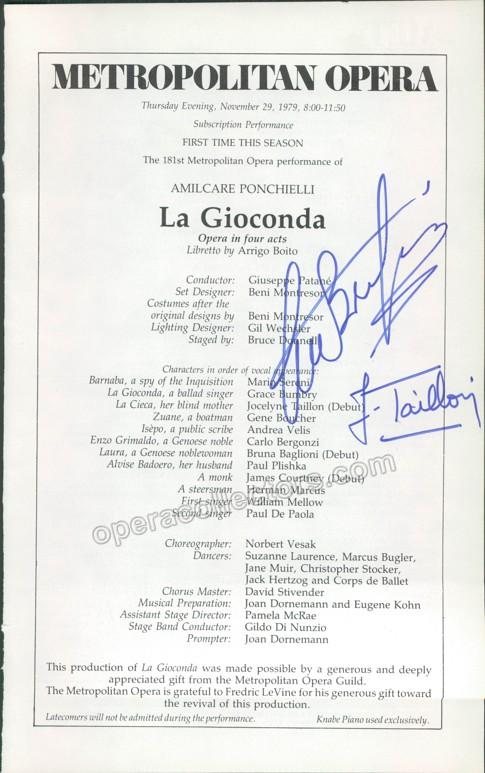 METROPOLITAN OPERA
Thursday Evening, November 29, 1979, 8:00-11:50
Subscription Performance
FIRST TIME THIS SEASON
The 181st Metropolitan Opera performance of
AMILCARE PONCHIELLI
La Gioconda
Opera in four acts
Libretto by Arrigo Boito
Conductor: Giuseppe Patané
Set Designer: Beni Montresor
Costumes after the
original designs by Beni Montresor
Lighting Designer: Gil Wechsler
Staged by: Bruce Donnell
Characters in order of vocal appearance:
Barnaba, a spy of the Inquisition Mario Sereni
La Gioconda, a ballad singer Grace Bumbry
La Cieca, her blind mother Jocelyne Taillon (Debut)
Zuane, a boatman Gene Boucher
Isèpo, a public scribe Andrea Velis
Enzo Grimaldo, a Genoese noble Carlo Bergonzi
Laura, a Genoese noblewoman Bruna Baglioni (Debut)
Alvise Badoero, her husband Paul Plishka
A monk James Courtney (Debut)
A steersman Herman Marcus
First singer William Mellow
Second singer Paul De Paola
J. Taillon
operacollectors.com
Choreographer: Norbert Vesak
Dancers: Suzanne Laurence, Marcus Bugler,
Jane Muir, Christopher Stocker,
Jack Hertzog and Corps de Ballet
Chorus Master: David Stivender
Musical Preparation: Joan Dornemann and Eugene Kohn
Assistant Stage Director: Pamela McRae
Stage Band Conductor: Gildo Di Nunzio
Prompter: Joan Dornemann
This production of La Gioconda was made possible by a generous and deeply
appreciated gift from the Metropolitan Opera Guild.
The Metropolitan Opera is grateful to Fredric LeVine for his generous gift toward
the revival of this production.
Latecomers will not be admitted during the performance. Knabe Piano used exclusively.